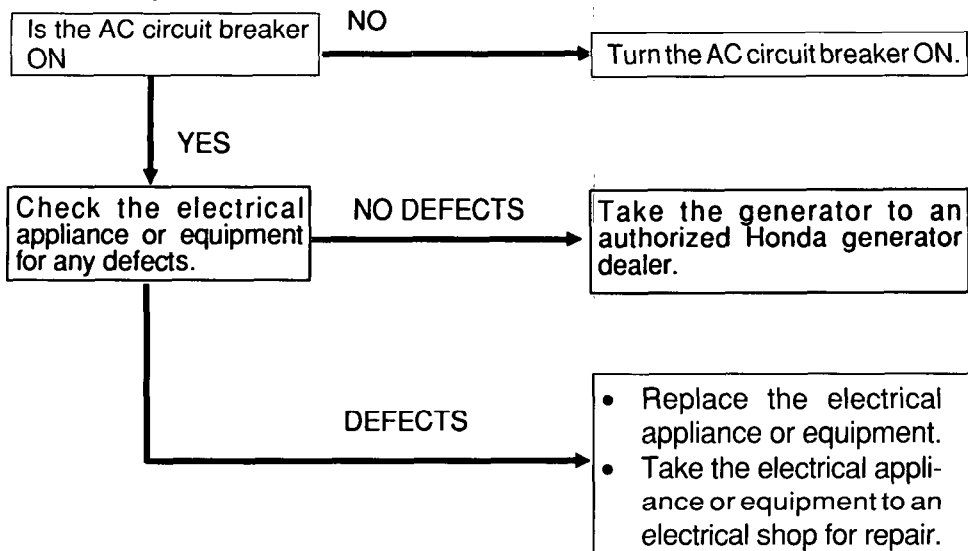 Is the AC circuit breaker
ON
NO
Turn the AC circuit breaker ON.
YES
Check the electrical
appliance or equipment
for any defects.
NO DEFECTS
Take the generator to an
authorized Honda generator
dealer.
DEFECTS
• Replace the electrical
appliance or equipment.
• Take the electrical appli-
ance or equipment to an
electrical shop for repair.